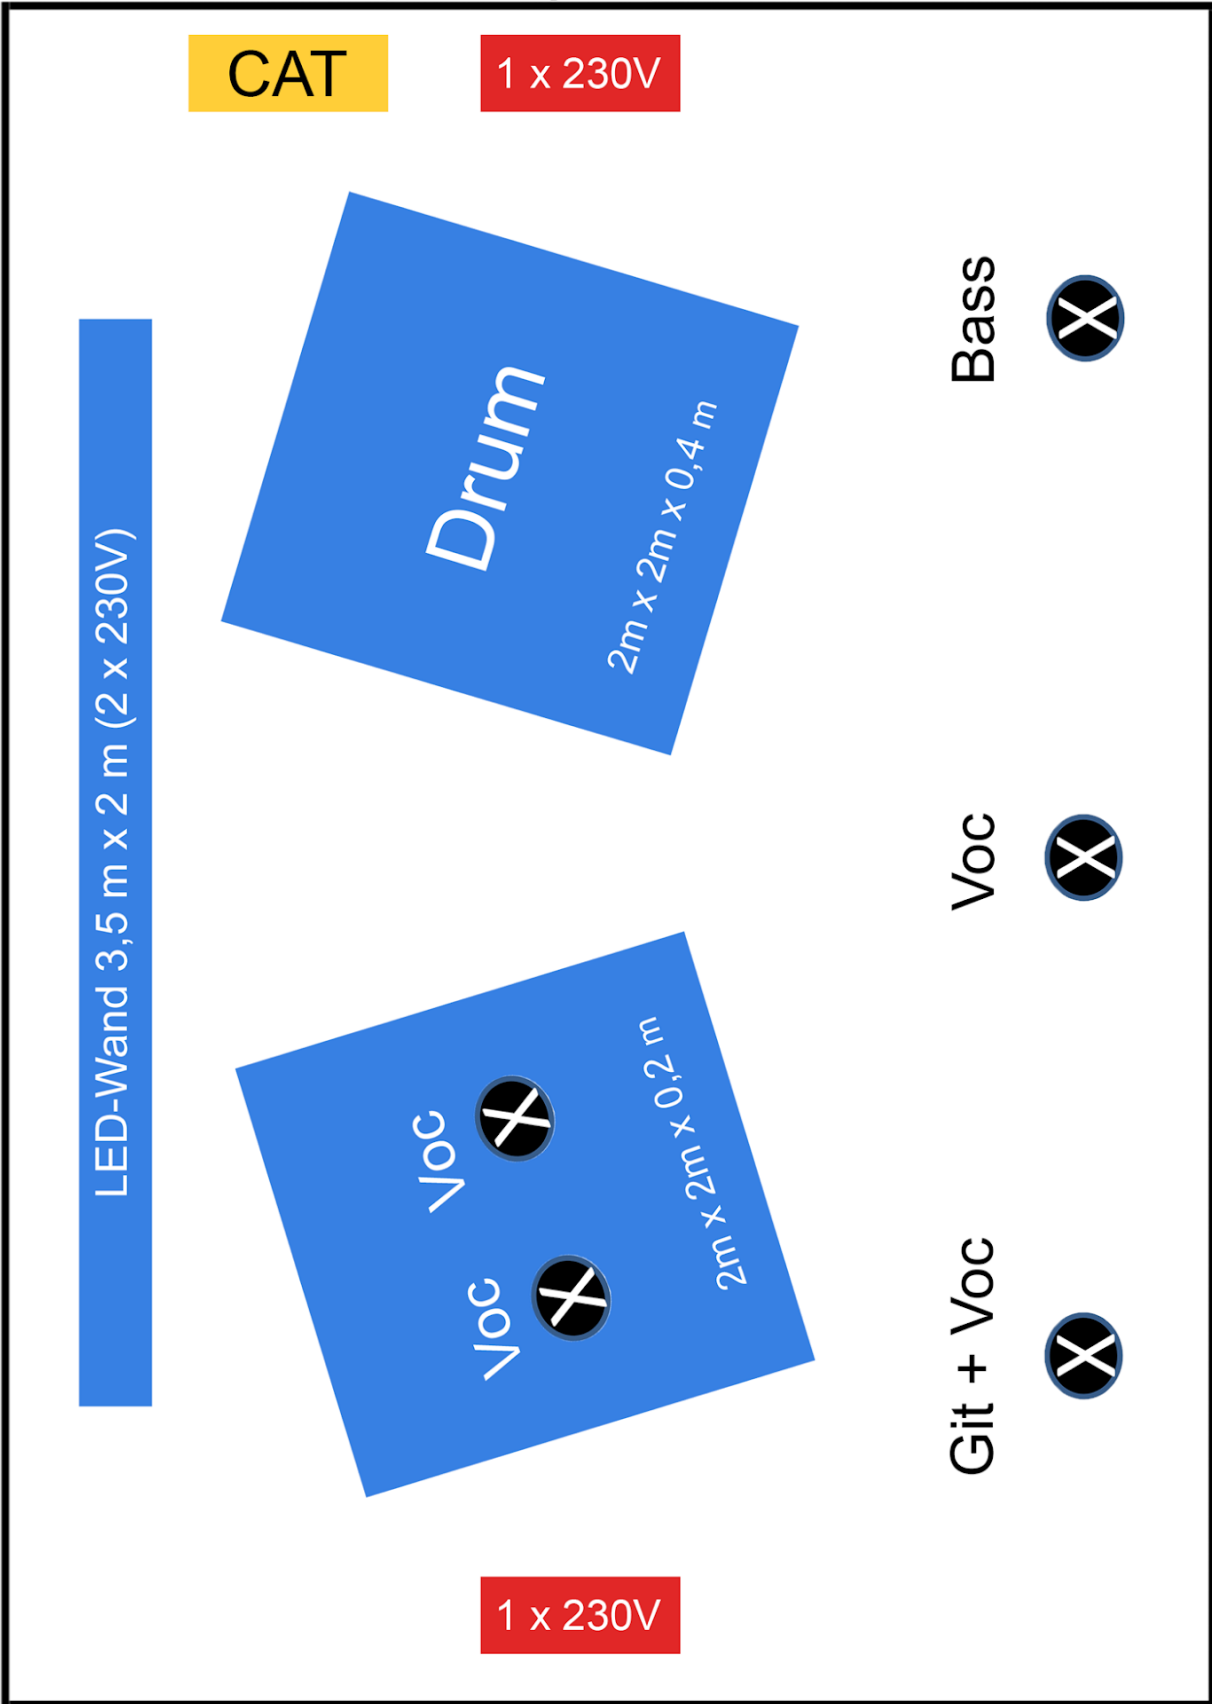 CAT
1 x 230V
LED-Wand 3,5 m x 2 m (2 x 230V)
Drum
2m x 2m x 0,4 m
Bass
Voc
Voc
Voc
2m x 2m x 0,2 m
Git + Voc
1 x 230V